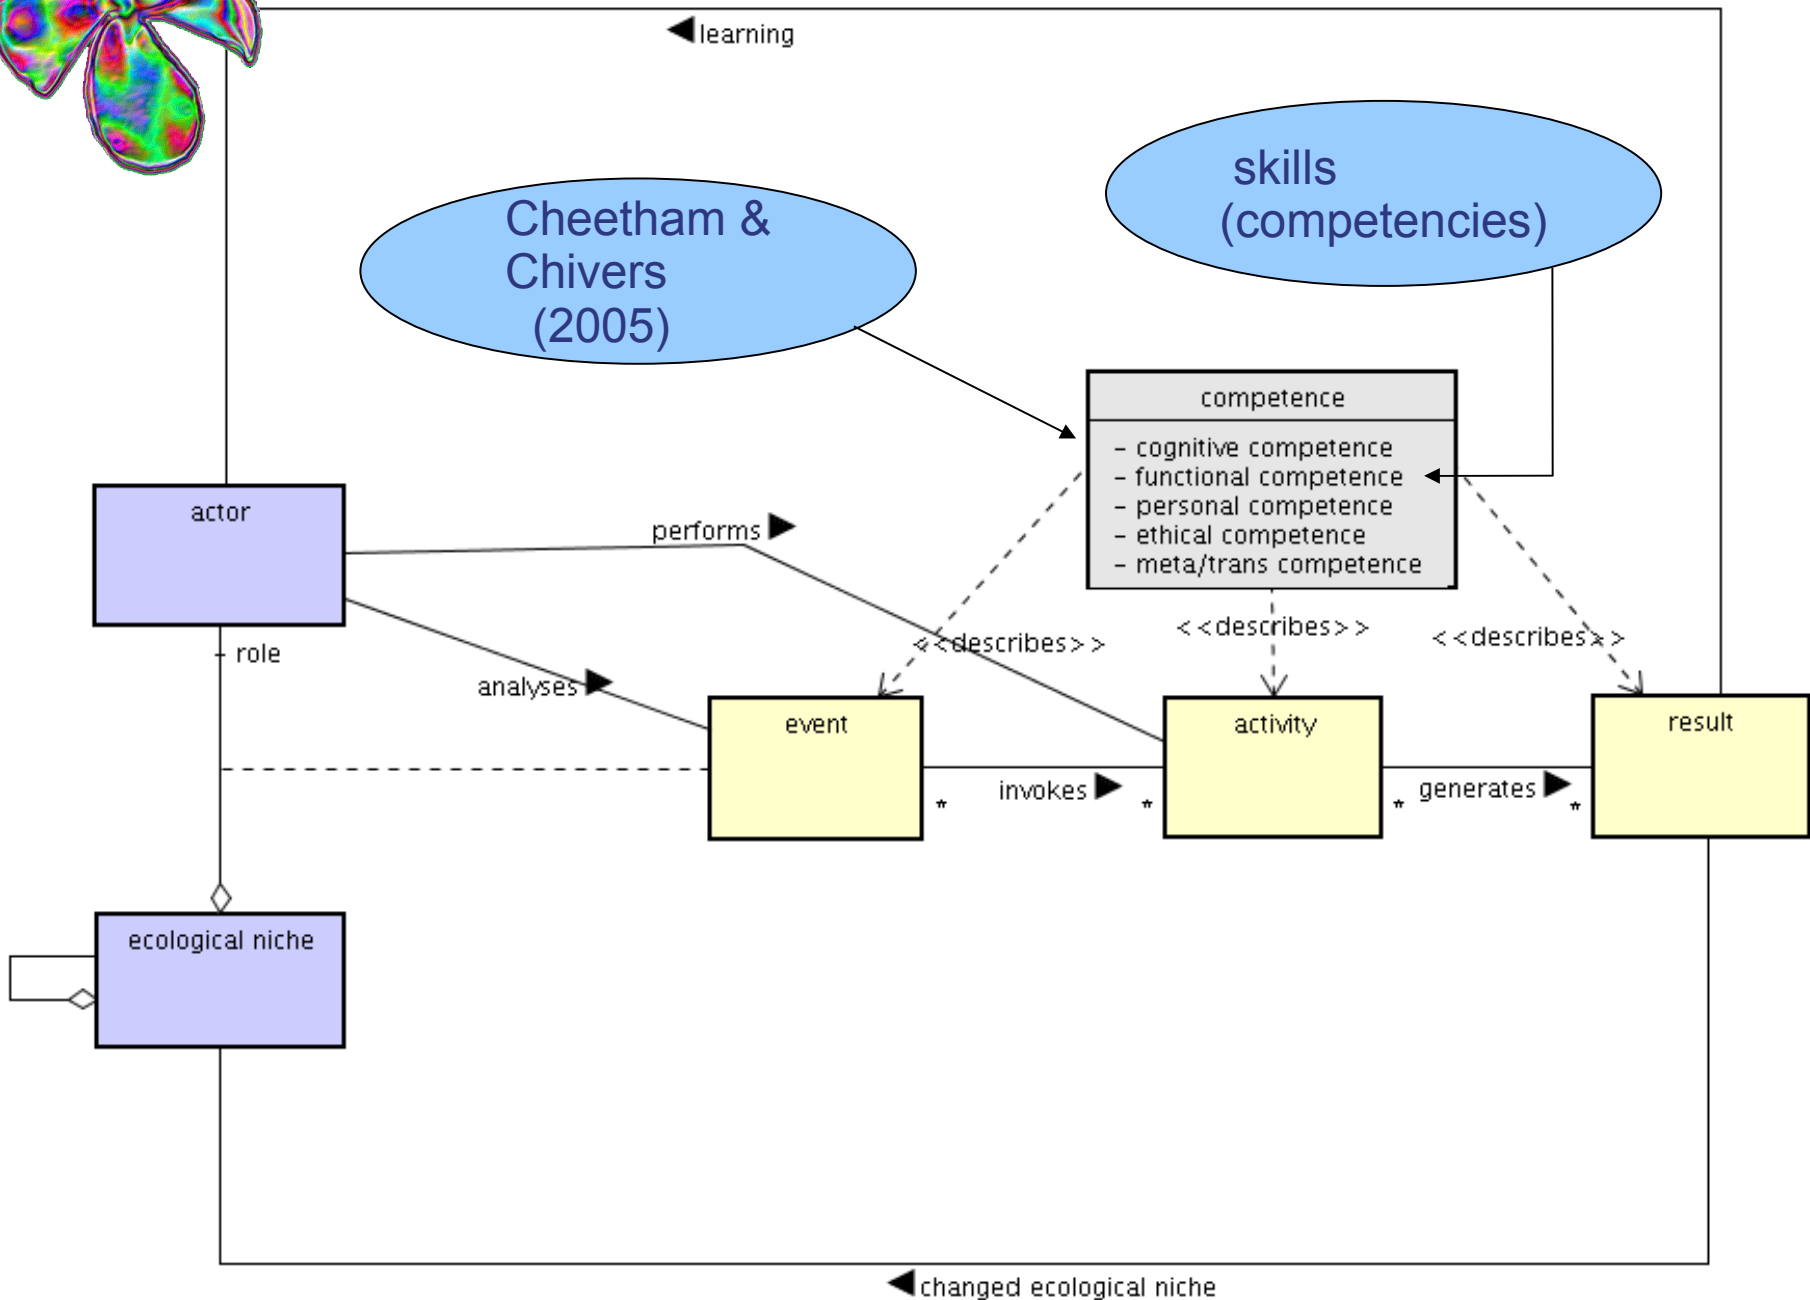 learning
skills
(competencies)
Cheetham &
Chivers
(2005)
competence
- cognitive competence
- functional competence
- personal competence
- ethical competence
- meta/trans competence
actor
performs
<<describes>>
<<describes>>
<<describes>>
- role
analyses
event
activity
result
invokes
generates
*
*
*
*
ecological niche
changed ecological niche